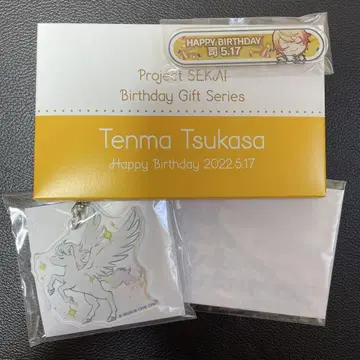 HAPPY BIRTHDAY
司 5.17
Project SEKAI
Birthday Gift Series
Tenma Tsukasa
Happy Birthday 2022.5.17